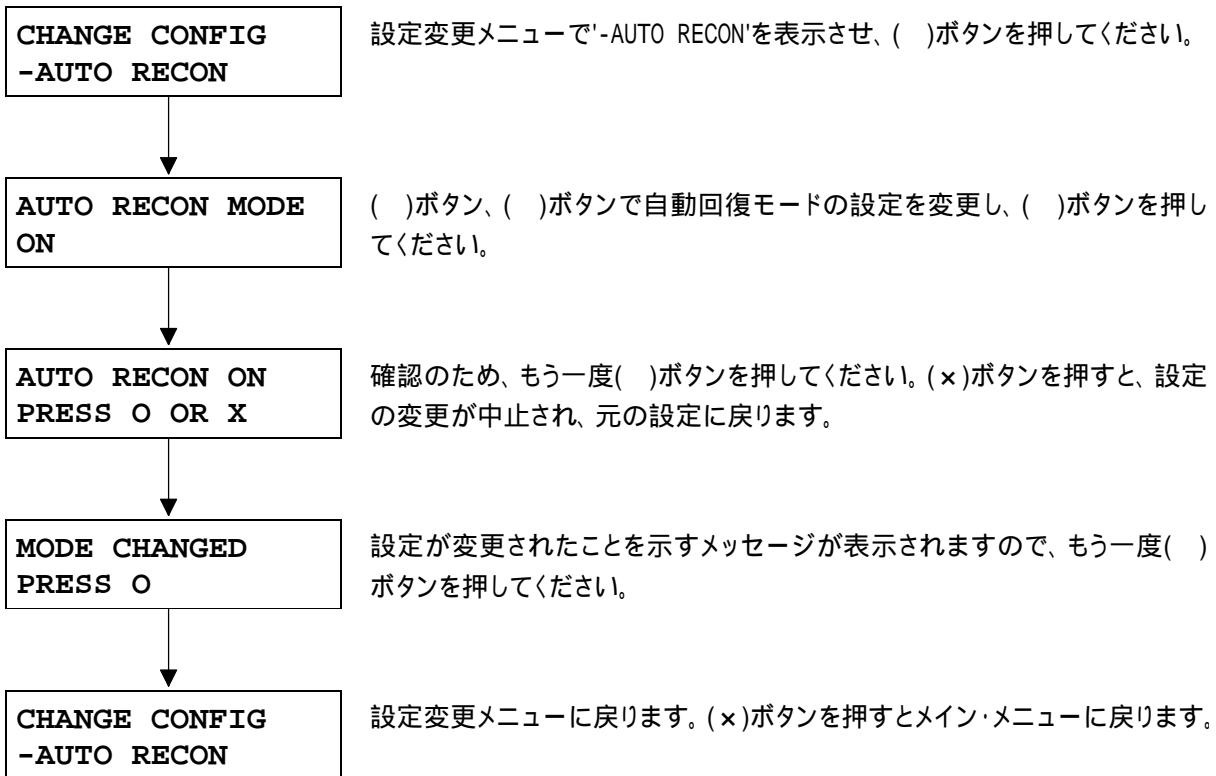 CHANGE CONFIG
-AUTO RECON
設定変更メニューで'-AUTO RECON'を表示させ、(　)ボタンを押してください。
AUTO RECON MODE
ON
(　)ボタン、(　)ボタンで自動回復モードの設定を変更し、(　)ボタンを押し
てください。
AUTO RECON ON
PRESS O OR X
確認のため、もう一度(　)ボタンを押してください。(×)ボタンを押すと、設定
の変更が中止され、元の設定に戻ります。
MODE CHANGED
PRESS O
設定が変更されたことを示すメッセージが表示されますので、もう一度(　)
ボタンを押してください。
CHANGE CONFIG
-AUTO RECON
設定変更メニューに戻ります。(×)ボタンを押すとメイン・メニューに戻ります。